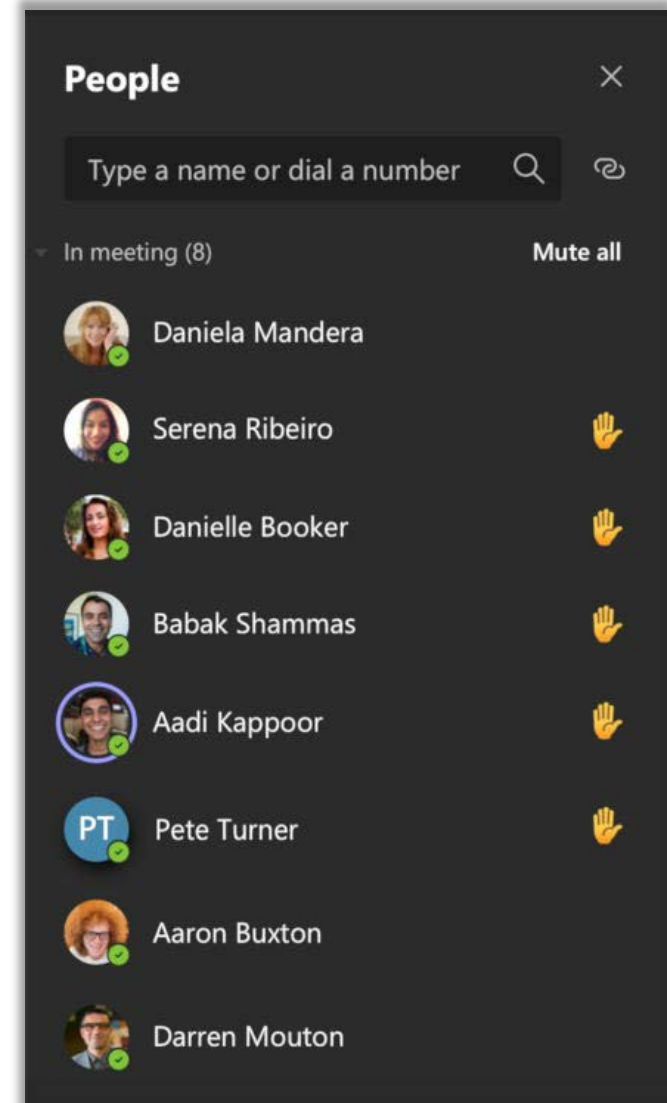 People
Type a name or dial a number
In meeting (8) Mute all
Daniela Mandera
Serena Ribeiro
Danielle Booker
Babak Shammas
Aadi Kappoor
PT Pete Turner
Aaron Buxton
Darren Mouton